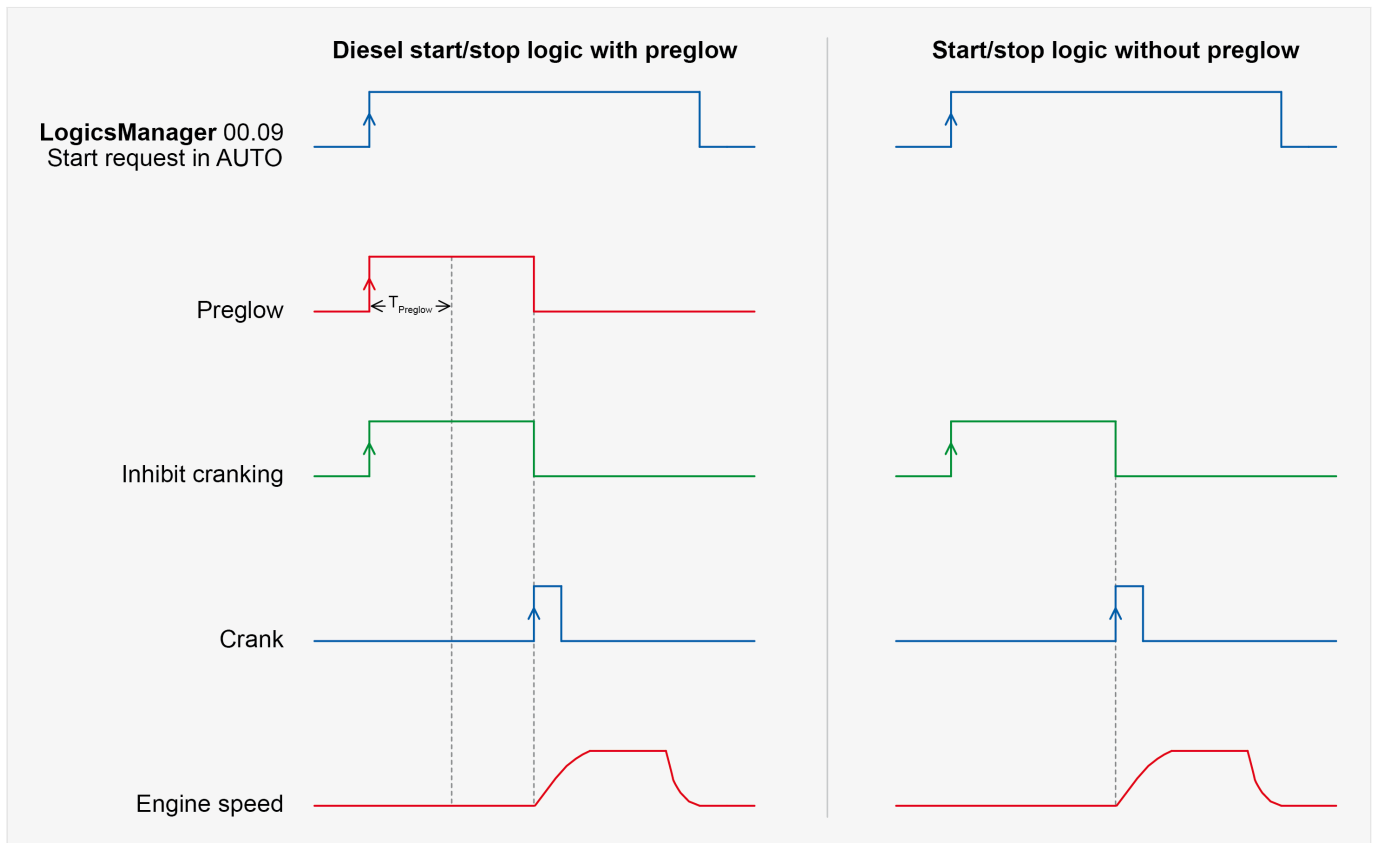 Diesel start/stop logic with preglow
Start/stop logic without preglow
LogicsManager 00.09
Start request in AUTO
Preglow
TPreglow
Inhibit cranking
Crank
Engine speed